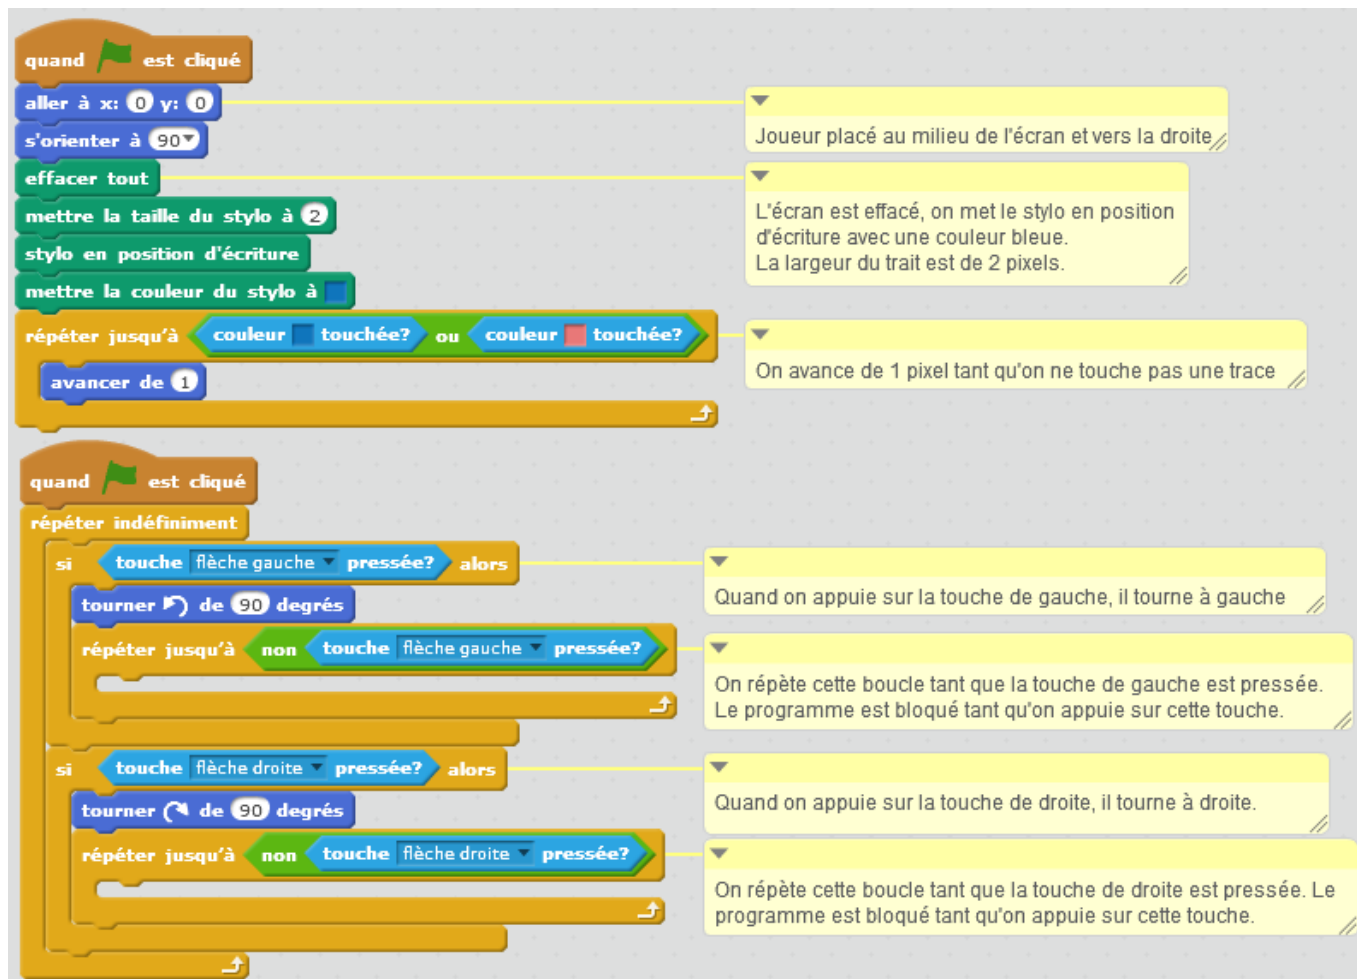 quand est cliqué
aller à x: 0 y: 0
s'orienter à 90
effacer tout
mettre la taille du stylo à 2
stylo en position d'écriture
mettre la couleur du stylo à
répéter jusqu'à couleur touchée? ou couleur touchée?
avancer de 1
Joueur placé au milieu de l'écran et vers la droite
L'écran est effacé, on met le stylo en position
d'écriture avec une couleur bleue.
La largeur du trait est de 2 pixels.
On avance de 1 pixel tant qu'on ne touche pas une trace
quand est cliqué
répéter indéfiniment
si touche flèche gauche pressée? alors
tourner de 90 degrés
répéter jusqu'à non touche flèche gauche pressée?
si touche flèche droite pressée? alors
tourner de 90 degrés
répéter jusqu'à non touche flèche droite pressée?
Quand on appuie sur la touche de gauche, il tourne à gauche
On répète cette boucle tant que la touche de gauche est pressée.
Le programme est bloqué tant qu'on appuie sur cette touche.
Quand on appuie sur la touche de droite, il tourne à droite.
On répète cette boucle tant que la touche de droite est pressée. Le
programme est bloqué tant qu'on appuie sur cette touche.